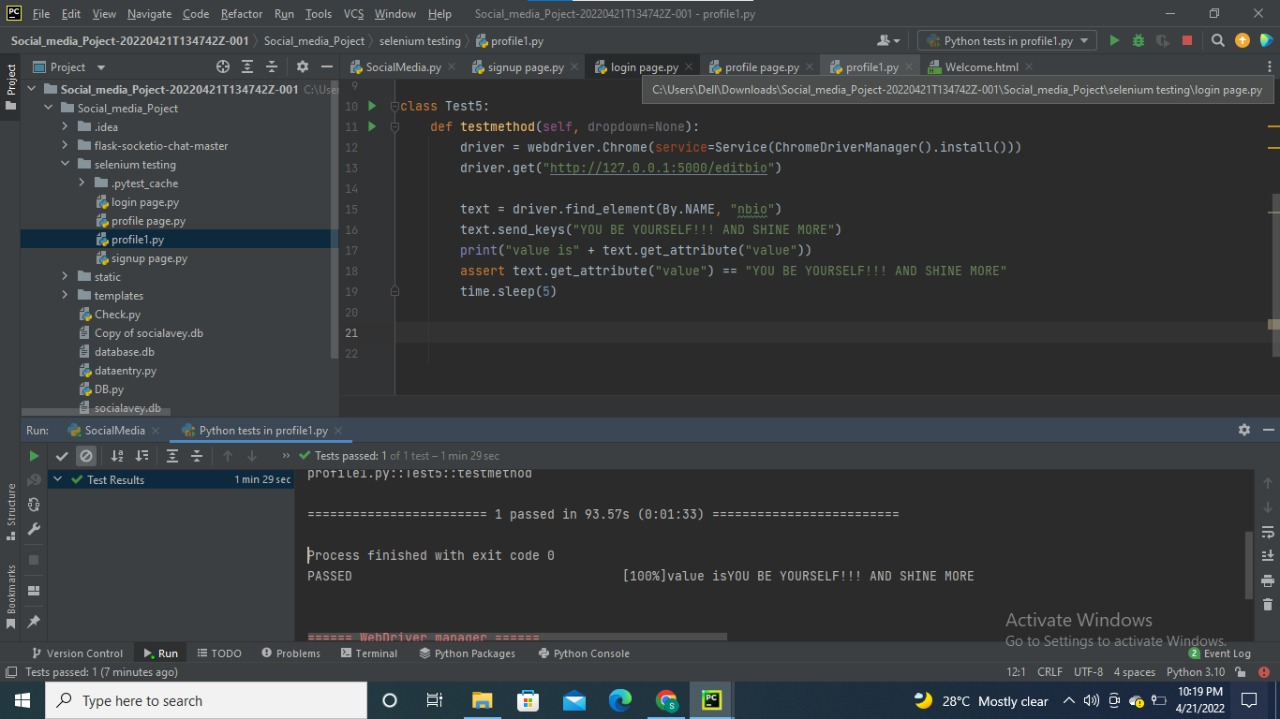 PC File Edit View Navigate Code Refactor Run Tools VCS Window Help Social_media_Poject-20220421T134742Z-001 - profile1.py
Social_media_Poject-20220421T134742Z-001 Social_media_Poject selenium testing profile1.py Python tests in profile1.py
Project SocialMedia.py signup page.py login page.py profile page.py profile1.py Welcome.html
C:\Users\Dell\Downloads\Social_media_Poject-20220421T134742Z-001\Social_media_Poject\selenium testing\login page.py
Project
Structure
Bookmarks
Social_media_Poject-20220421T134742Z-001 C:\User
Social_media_Poject
.idea
flask-socketio-chat-master
selenium testing
.pytest_cache
login page.py
profile page.py
profile1.py
signup page.py
static
templates
Check.py
Copy of socialavey.db
database.db
dataentry.py
DB.py
socialavey.db
9
10 class Test5:
11 def testmethod(self, dropdown=None):
12 driver = webdriver.Chrome(service=Service(ChromeDriverManager().install()))
13 driver.get("http://127.0.0.1:5000/editbio")
14
15 text = driver.find_element(By.NAME, "nbio")
16 text.send_keys("YOU BE YOURSELF!!! AND SHINE MORE")
17 print("value is" + text.get_attribute("value"))
18 assert text.get_attribute("value") == "YOU BE YOURSELF!!! AND SHINE MORE"
19 time.sleep(5)
20
21
22
Run: SocialMedia Python tests in profile1.py
» Tests passed: 1 of 1 test – 1 min 29 sec
Test Results 1 min 29 sec
profile1.py::Test5::testmethod
======================== 1 passed in 93.57s (0:01:33) =========================
Process finished with exit code 0
PASSED [100%]value isYOU BE YOURSELF!!! AND SHINE MORE
====== WebDriver manager ======
Activate Windows
Go to Settings to activate Windows.
Version Control Run TODO Problems Terminal Python Packages Python Console 2 Event Log
Tests passed: 1 (7 minutes ago) 12:1 CRLF UTF-8 4 spaces Python 3.10
Type here to search 28°C Mostly clear 10:19 PM
4/21/2022